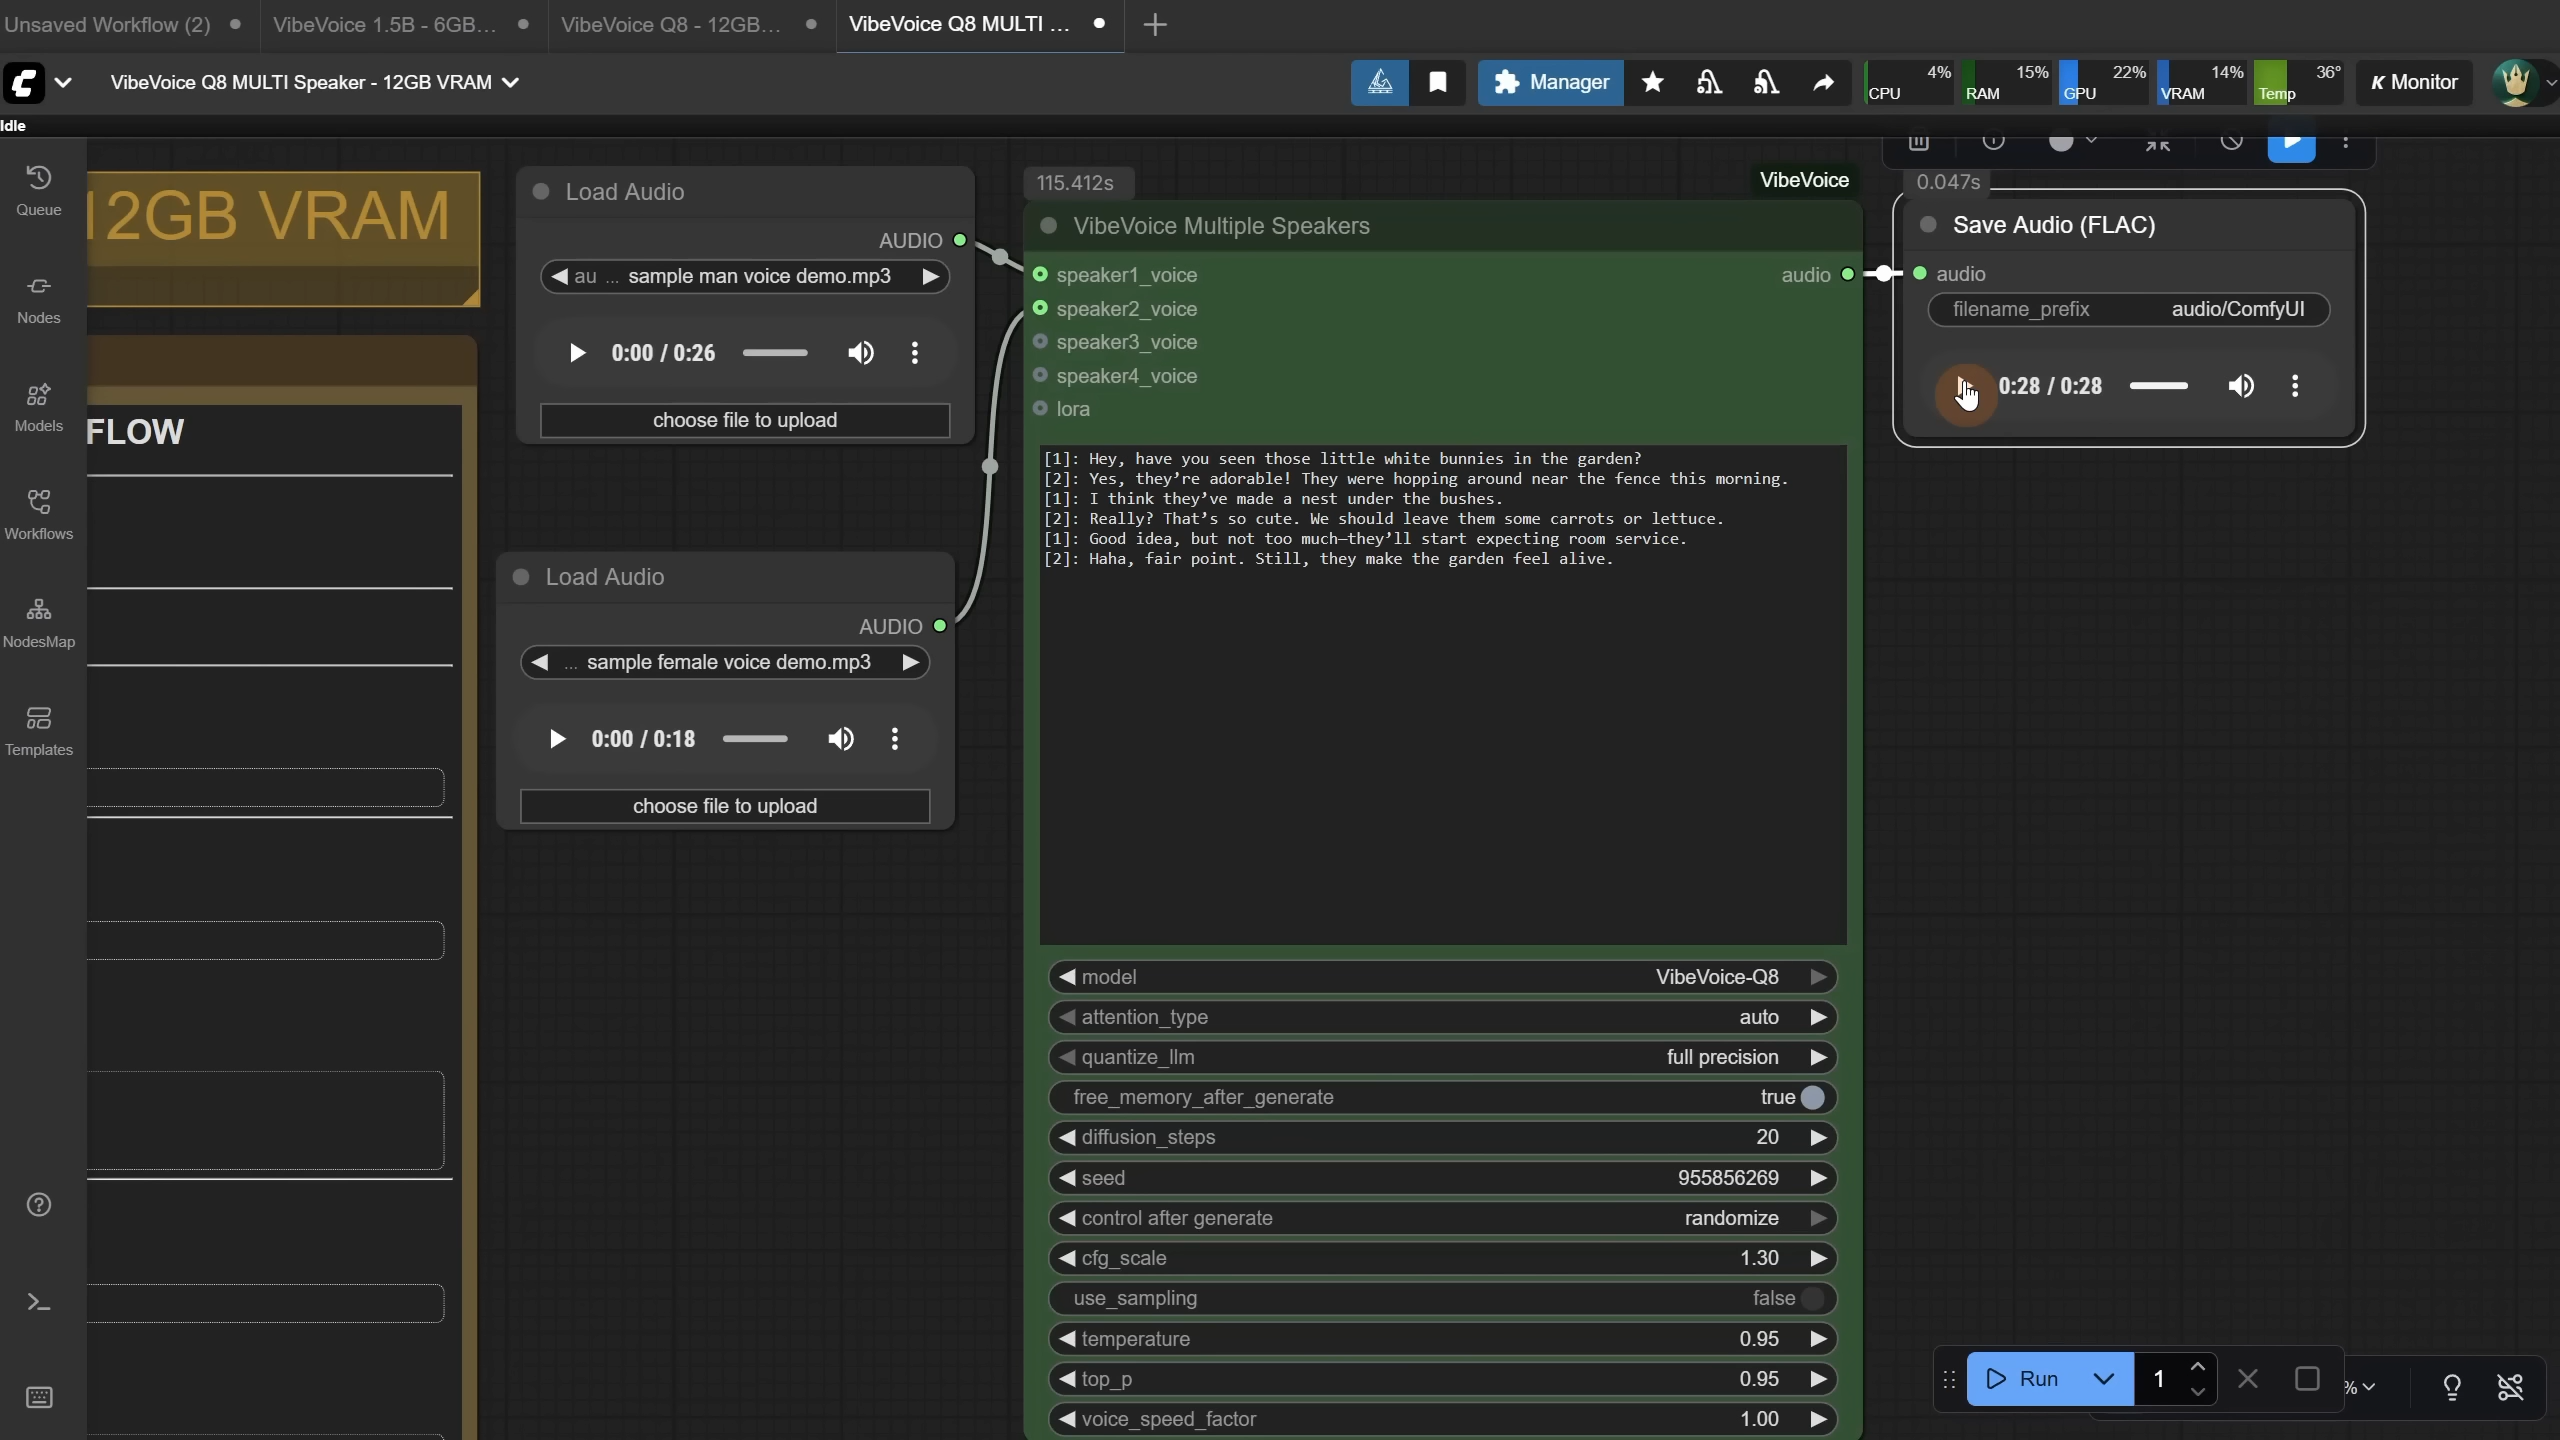 Unsaved Workflow (2)
VibeVoice 1.5B - 6GB...
VibeVoice Q8 - 12GB...
VibeVoice Q8 MULTI ...
VibeVoice Q8 MULTI Speaker - 12GB VRAM
Manager
CPU 4%
RAM 15%
GPU 22%
VRAM 14%
Temp 36°
K Monitor
Idle
Queue
Nodes
Models
Workflows
NodesMap
Templates
12GB VRAM
FLOW
Load Audio
AUDIO
au ... sample man voice demo.mp3
0:00 / 0:26
choose file to upload
Load Audio
AUDIO
... sample female voice demo.mp3
0:00 / 0:18
choose file to upload
115.412s
VibeVoice
VibeVoice Multiple Speakers
speaker1_voice
audio
speaker2_voice
speaker3_voice
speaker4_voice
lora
[1]: Hey, have you seen those little white bunnies in the garden?
[2]: Yes, they’re adorable! They were hopping around near the fence this morning.
[1]: I think they’ve made a nest under the bushes.
[2]: Really? That’s so cute. We should leave them some carrots or lettuce.
[1]: Good idea, but not too much—they’ll start expecting room service.
[2]: Haha, fair point. Still, they make the garden feel alive.
model VibeVoice-Q8
attention_type auto
quantize_llm full precision
free_memory_after_generate true
diffusion_steps 20
seed 955856269
control after generate randomize
cfg_scale 1.30
use_sampling false
temperature 0.95
top_p 0.95
voice_speed_factor 1.00
0.047s
Save Audio (FLAC)
audio
filename_prefix audio/ComfyUI
0:28 / 0:28
Run
1
%